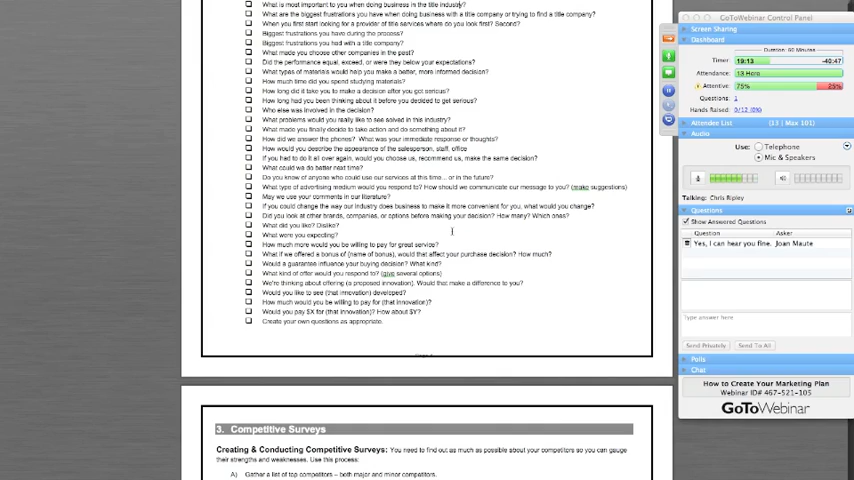 What is most important to you when doing business in the title industry?
What are the biggest frustrations you have when doing business with a title company or trying to find a title company?
When you first start looking for a provider of title services where do you look first? Second?
Biggest frustrations you have during the process?
Biggest frustrations you had with a title company?
What made you choose other companies in the past?
Did the performance equal, exceed, or were they below your expectations?
What types of materials would help you make a better, more informed decision?
How much time did you spend studying materials?
How long did it take you to make a decision after you got serious?
How long had you been thinking about it before you decided to get serious?
Who else was involved in the decision?
What problems would you really like to see solved in this industry?
What made you finally decide to take action and do something about it?
How did we answer the phones? What was your immediate response or thoughts?
How would you describe the appearance of the salesperson, staff, office
If you had to do it all over again, would you choose us, recommend us, make the same decision?
What could we do better next time?
Do you know of anyone who could use our services at this time... or in the future?
What type of advertising medium would you respond to? How should we communicate our message to you? (make suggestions)
May we use your comments in our literature?
If you could change the way our industry does business to make it more convenient for you, what would you change?
Did you look at other brands, companies, or options before making your decision? How many? Which ones?
What did you like? Dislike?
What were you expecting?
How much more would you be willing to pay for great service?
What if we offered a bonus of (name of bonus), would that affect your purchase decision? How much?
Would a guarantee influence your buying decision? What kind?
What kind of offer would you respond to? (give several options)
We're thinking about offering (a proposed innovation). Would that make a difference to you?
Would you like to see (that innovation) developed?
How much would you be willing to pay for (that innovation)?
Would you pay $X for (that innovation)? How about $Y?
Create your own questions as appropriate.
3. Competitive Surveys
Creating & Conducting Competitive Surveys: You need to find out as much as possible about your competitors so you can gauge
their strengths and weaknesses. Use this process:
A) Gather a list of top competitors – both major and minor competitors.
GoToWebinar Control Panel
Screen Sharing
Dashboard
Duration: 60 Minutes
Timer: 19:13 -40:47
Attendance: 13 Here
Attentive: 75% 25%
Questions: 1
Hands Raised: 0/12 (0%)
Attendee List (13 | Max 101)
Audio
Use: Telephone
Mic & Speakers
Talking: Chris Ripley
Questions
Show Answered Questions
Question Asker
Yes, I can hear you fine. Joan Maute
Type answer here
Send Privately Send To All
Polls
Chat
How to Create Your Marketing Plan
Webinar ID# 467-521-105
GoToWebinar